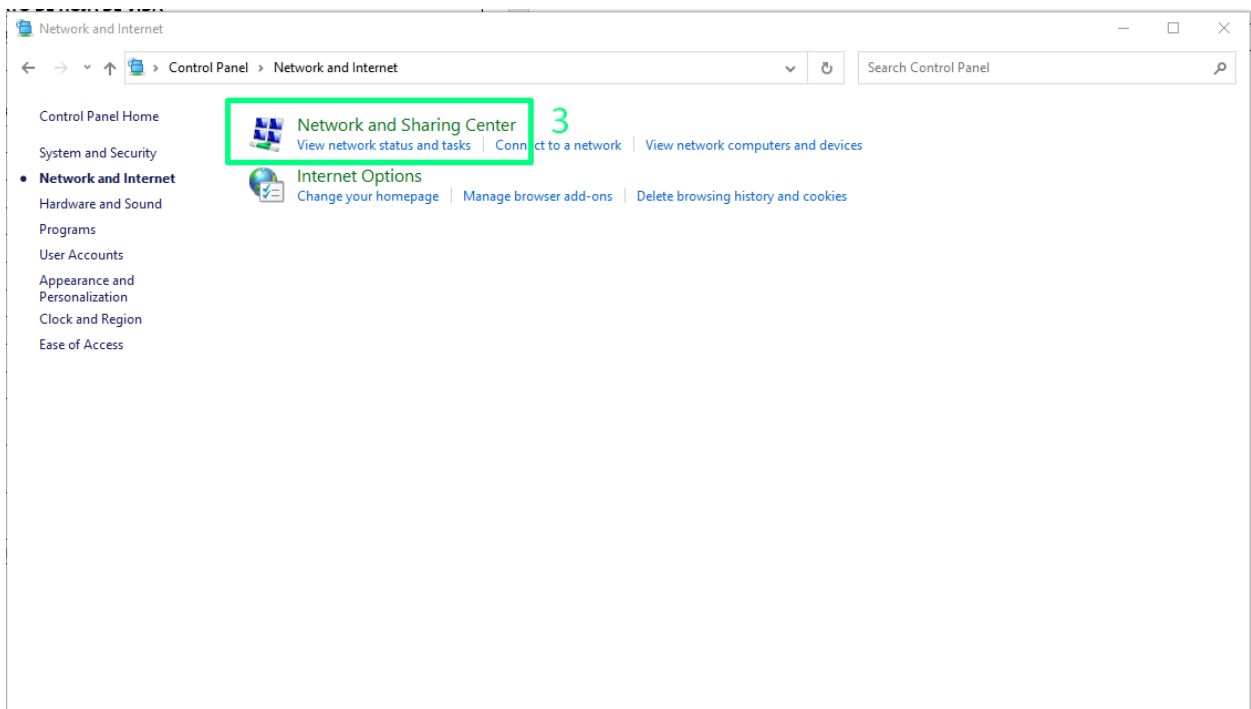 Network and Internet
Control Panel > Network and Internet
Search Control Panel
Control Panel Home
System and Security
Network and Internet
Hardware and Sound
Programs
User Accounts
Appearance and
Personalization
Clock and Region
Ease of Access
Network and Sharing Center
3
View network status and tasks | Connect to a network | View network computers and devices
Internet Options
Change your homepage | Manage browser add-ons | Delete browsing history and cookies